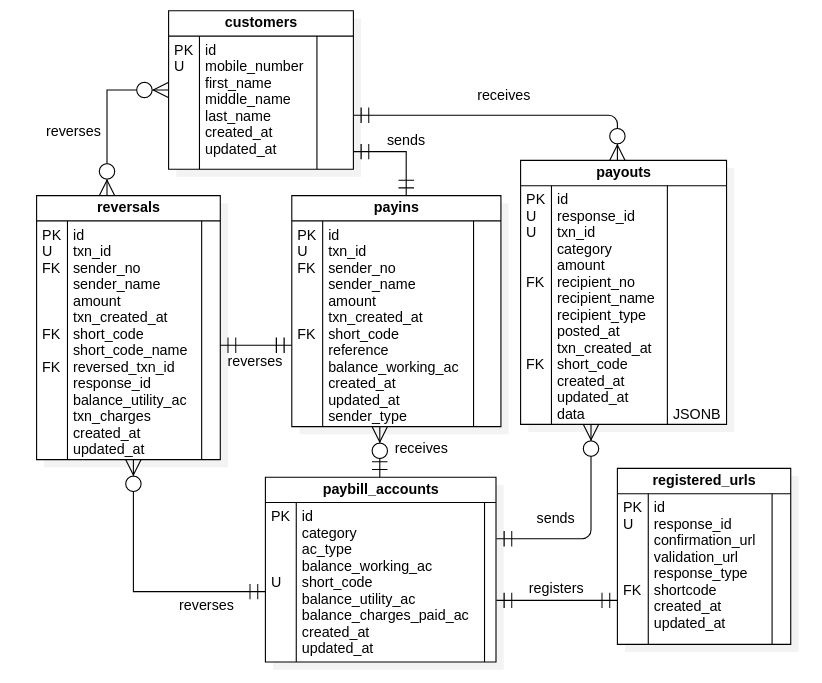 customers
PK id
U mobile_number
first_name
middle_name
last_name
created_at
updated_at
receives
sends
reverses
reversals
PK id
U txn_id
FK sender_no
sender_name
amount
txn_created_at
FK short_code
short_code_name
FK reversed_txn_id
response_id
balance_utility_ac
txn_charges
created_at
updated_at
payins
PK id
U txn_id
FK sender_no
sender_name
amount
txn_created_at
FK short_code
reference
balance_working_ac
created_at
updated_at
sender_type
payouts
PK id
U response_id
U txn_id
category
amount
FK recipient_no
recipient_name
recipient_type
posted_at
txn_created_at
FK short_code
created_at
updated_at
data JSONB
reverses
receives
paybill_accounts
PK id
category
ac_type
balance_working_ac
U short_code
balance_utility_ac
balance_charges_paid_ac
created_at
updated_at
sends
registers
reverses
registered_urls
PK id
U response_id
confirmation_url
validation_url
response_type
FK shortcode
created_at
updated_at